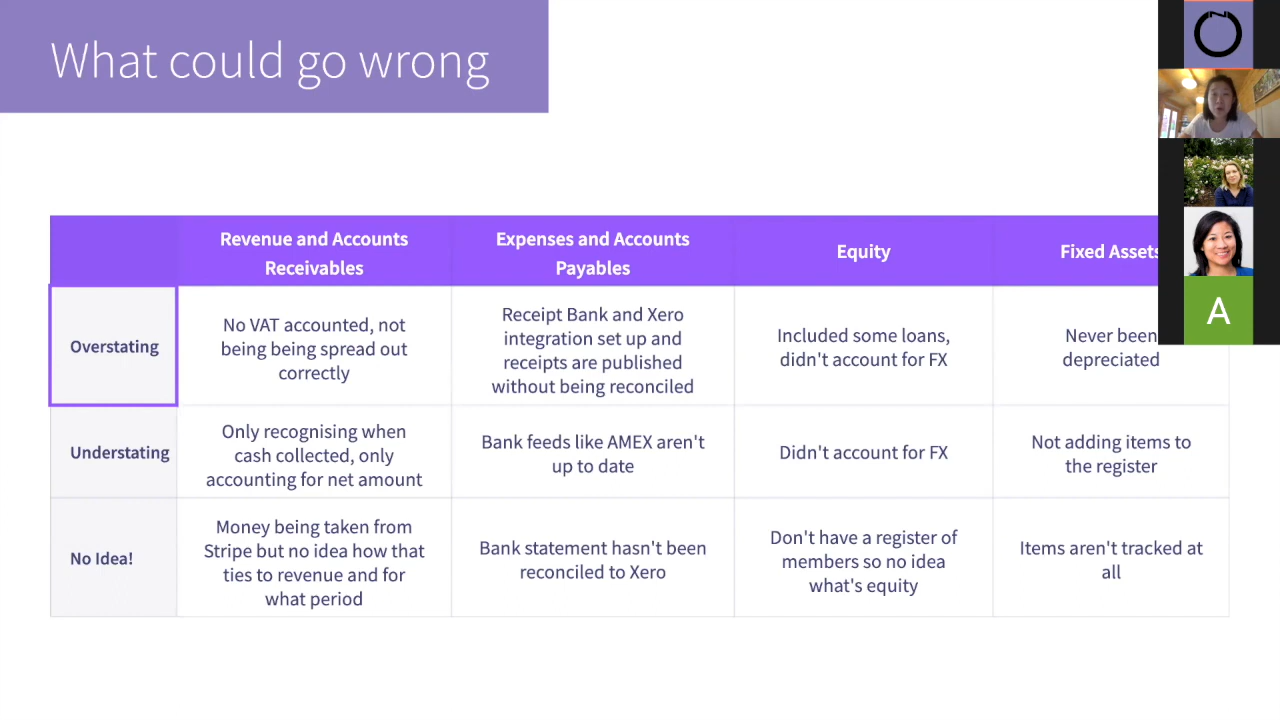 What could go wrong
Revenue and Accounts
Receivables
Expenses and Accounts
Payables
Equity
Fixed Assets
Overstating
No VAT accounted, not
being being spread out
correctly
Receipt Bank and Xero
integration set up and
receipts are published
without being reconciled
Included some loans,
didn't account for FX
Never been
depreciated
Understating
Only recognising when
cash collected, only
accounting for net amount
Bank feeds like AMEX aren't
up to date
Didn't account for FX
Not adding items to
the register
No Idea!
Money being taken from
Stripe but no idea how that
ties to revenue and for
what period
Bank statement hasn't been
reconciled to Xero
Don't have a register of
members so no idea
what's equity
Items aren't tracked at
all
A